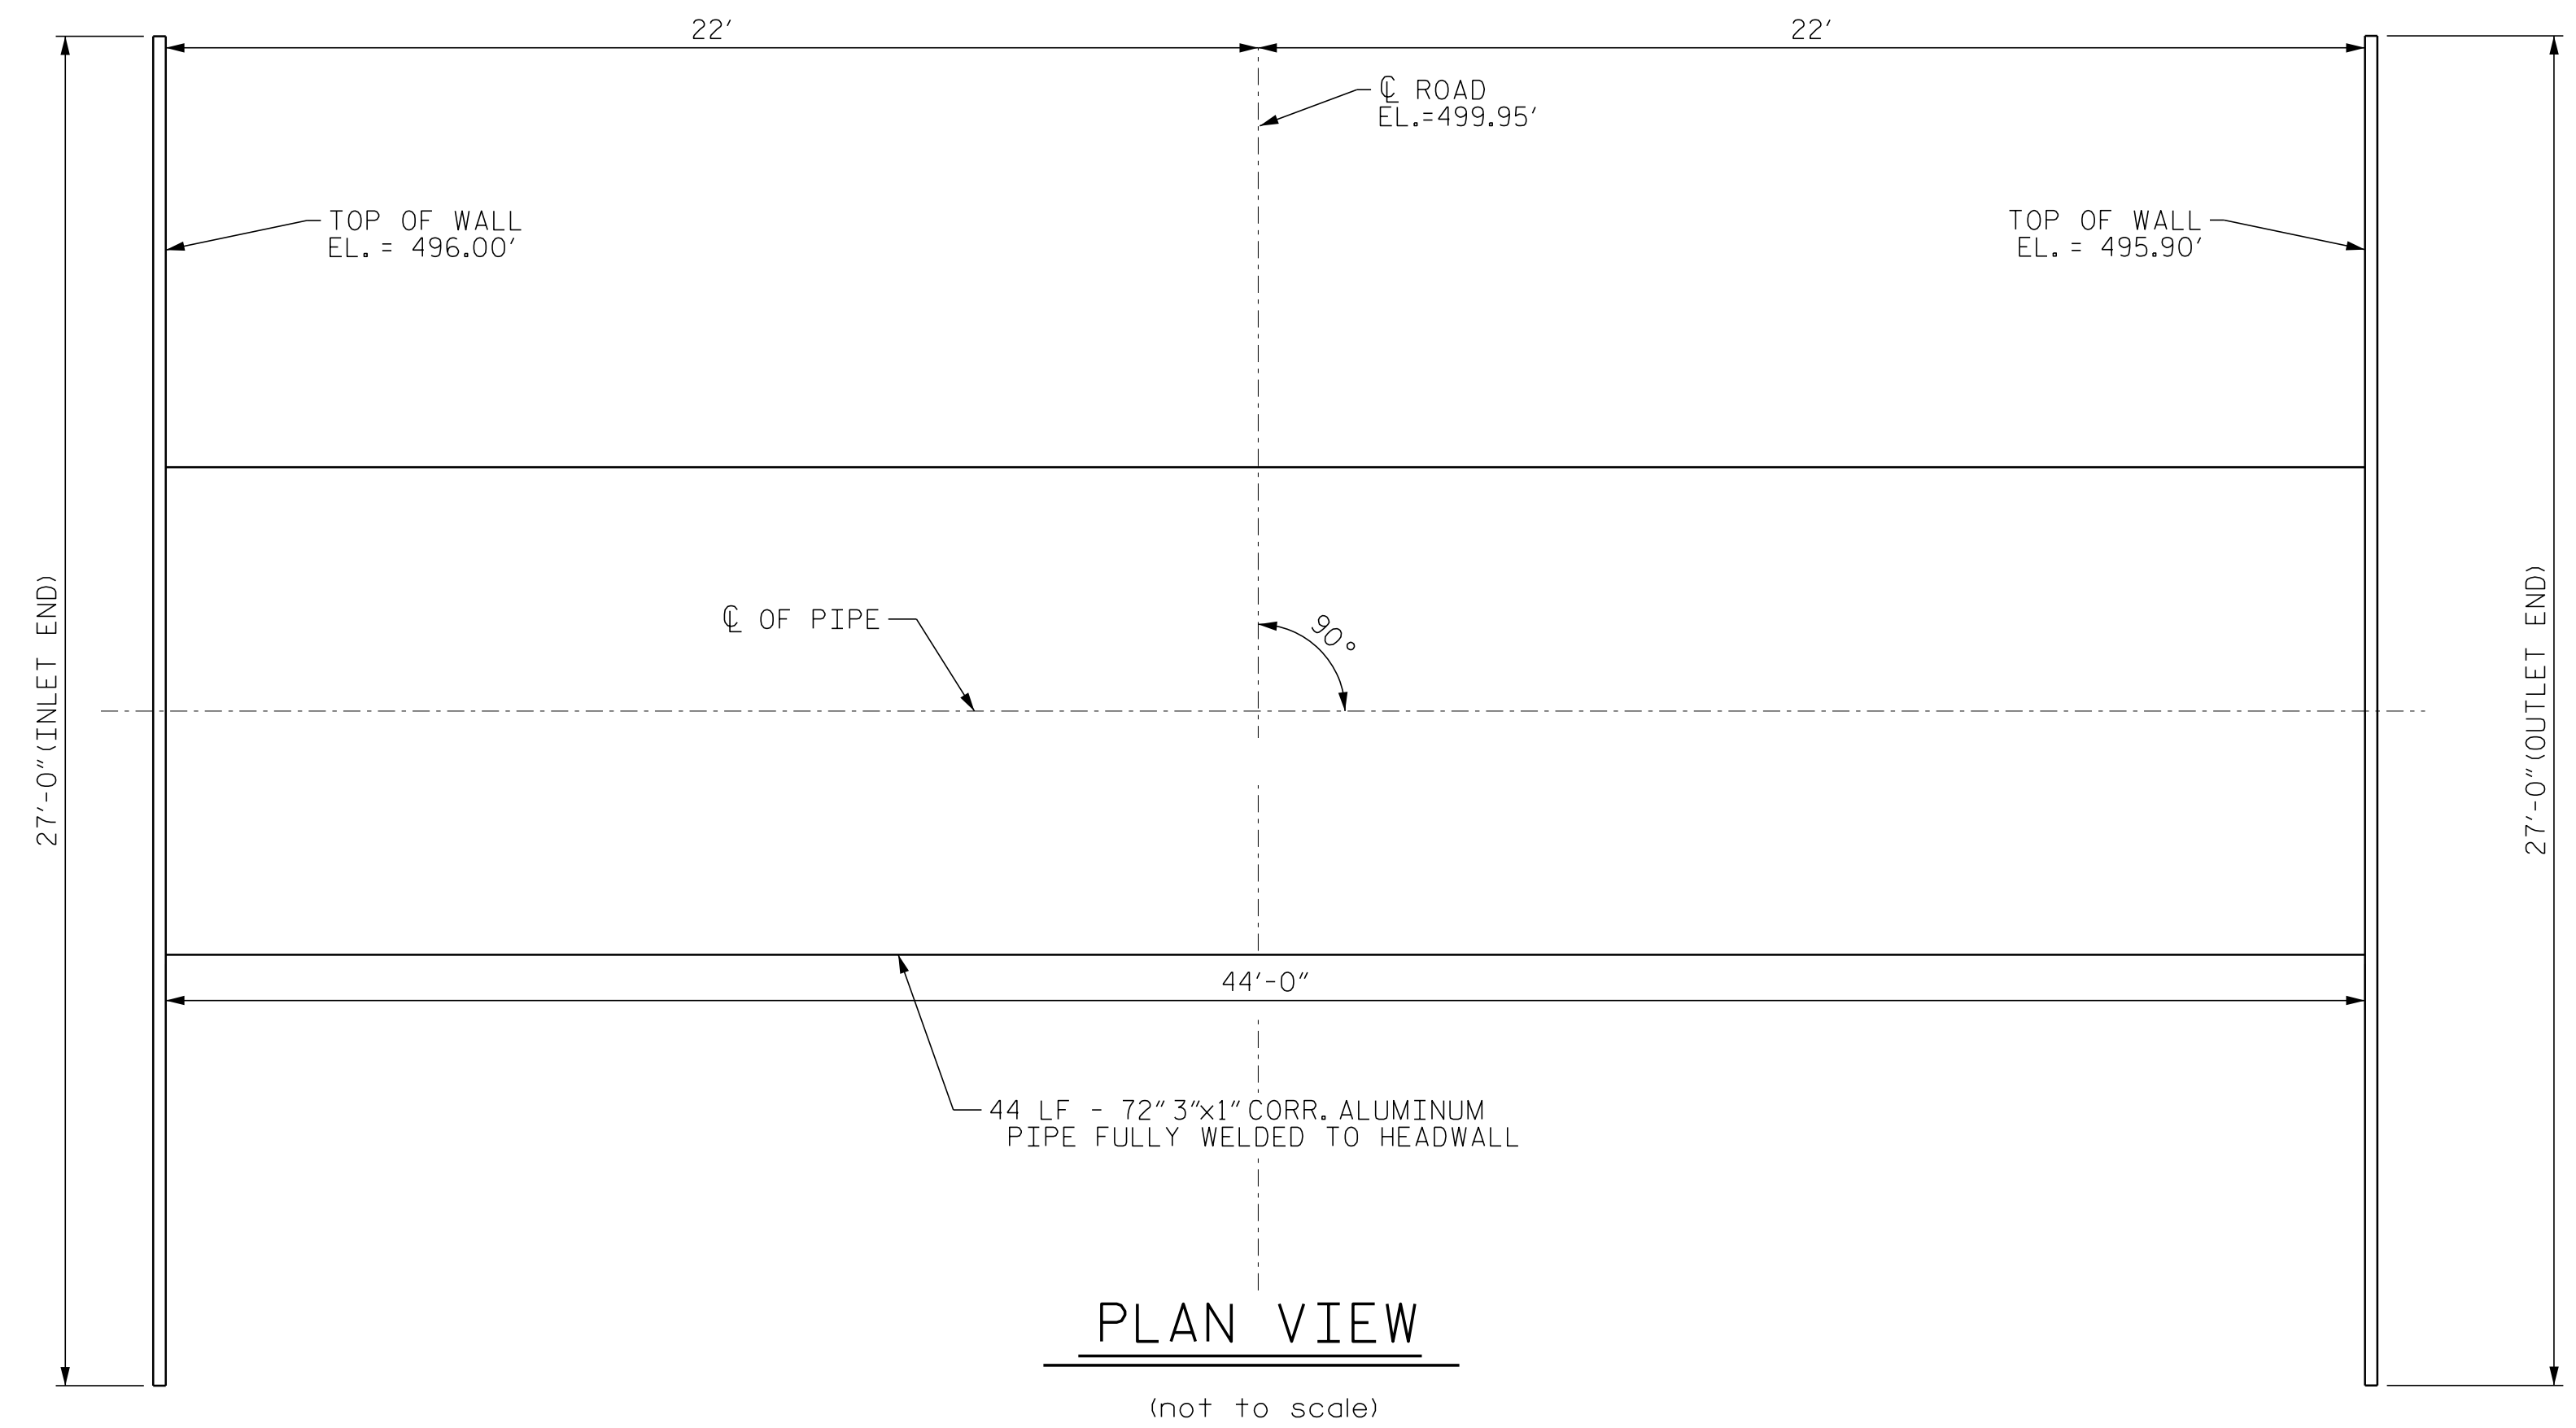 22'
22'
℄ ROAD
EL.=499.95'
TOP OF WALL
EL. = 496.00'
TOP OF WALL
EL. = 495.90'
℄ OF PIPE
90°
27'-0"(INLET END)
27'-0"(OUTLET END)
44'-0"
44 LF - 72"3"x1"CORR. ALUMINUM
PIPE FULLY WELDED TO HEADWALL
PLAN VIEW
(not to scale)